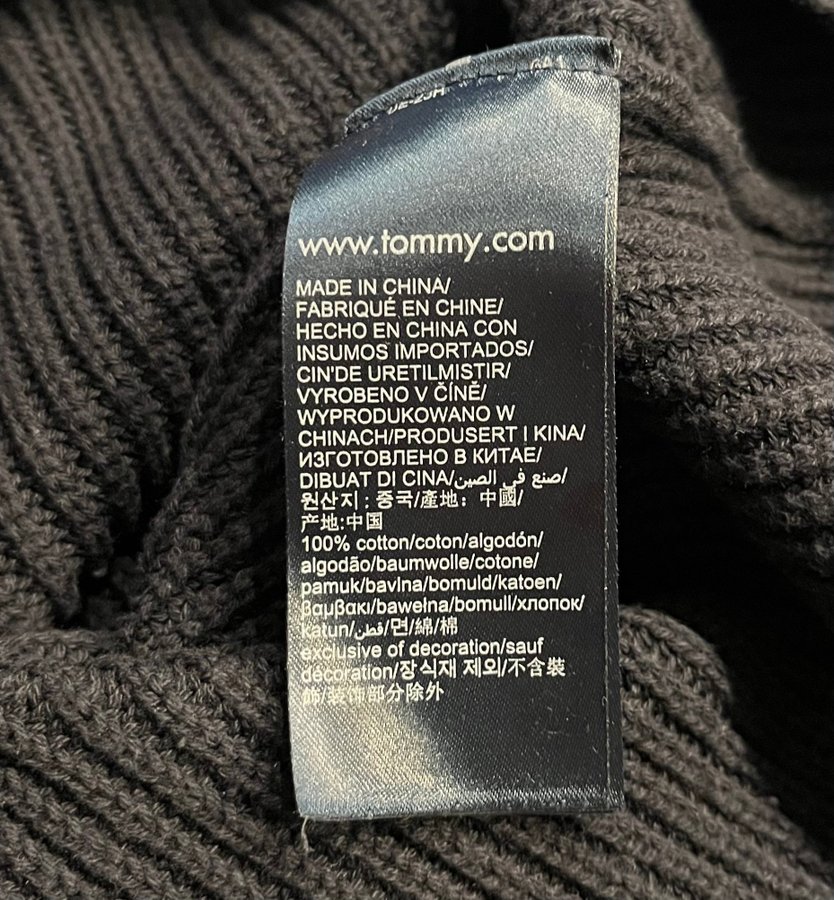 www.tommy.com
MADE IN CHINA/
FABRIQUÉ EN CHINE/
HECHO EN CHINA CON
INSUMOS IMPORTADOS/
CIN'DE URETILMISTIR/
VYROBENO V ČÍNĚ/
WYPRODUKOWANO W
CHINACH/PRODUSERT I KINA/
ИЗГОТОВЛЕНО В КИТАЕ/
DIBUAT DI CINA/صنع في الصين/
원산지 : 중국/產地：中國/
产地:中国
100% cotton/coton/algodón/
algodão/baumwolle/cotone/
pamuk/bavlna/bomuld/katoen/
βαμβακι/bawełna/bomull/хлопок/
katun/قطن/면/綿/棉
exclusive of decoration/sauf
décoration/장식재 제외/不含裝
飾/装饰部分除外